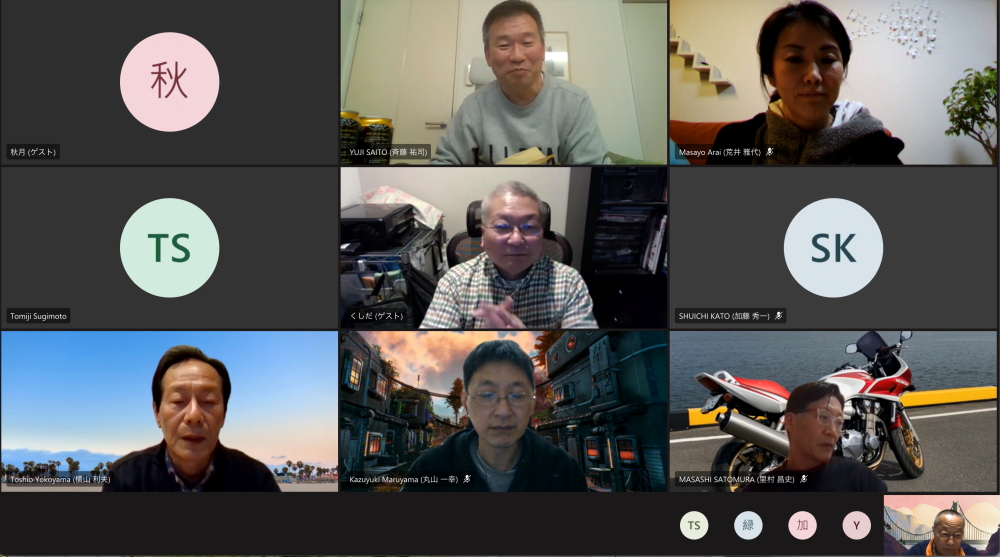 秋
秋月 (ゲスト)
YUJI SAITO (斉藤 祐司)
Masayo Arai (荒井 雅代)
TS
Tomiji Sugimoto
くしだ (ゲスト)
SK
SHUICHI KATO (加藤 秀一)
Toshio Yokoyama (横山 利夫)
Kazuyuki Maruyama (丸山 一幸)
MASASHI SATOMURA (里村 昌史)
TS
緑
加
Y